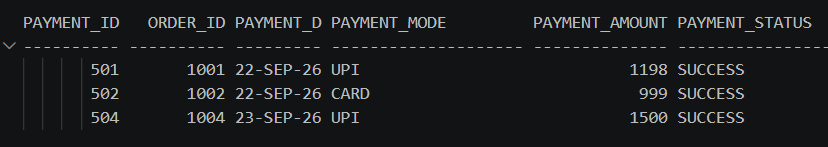 PAYMENT_ID ORDER_ID PAYMENT_D PAYMENT_MODE PAYMENT_AMOUNT PAYMENT_STATUS
---------- ---------- --------- -------------------- -------------- ---------------
501 1001 22-SEP-26 UPI 1198 SUCCESS
502 1002 22-SEP-26 CARD 999 SUCCESS
504 1004 23-SEP-26 UPI 1500 SUCCESS